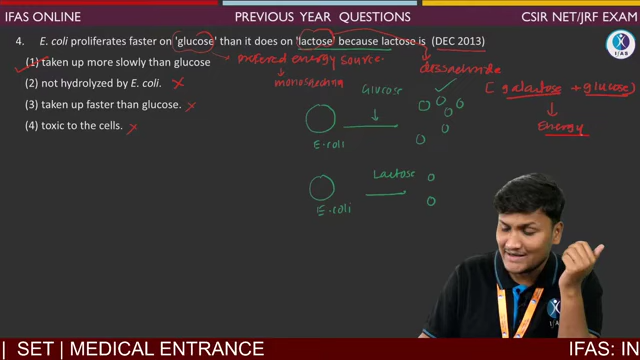 IFAS ONLINE PREVIOUS YEAR QUESTIONS CSIR NET/JRF EXAM
4. E. coli proliferates faster on 'glucose' than it does on 'lactose' because lactose is (DEC 2013)
(1) taken up more slowly than glucose
(2) not hydrolyzed by E. coli.
(3) taken up faster than glucose.
(4) toxic to the cells.
preferred energy source
monosaccharide
dissacharide
[galactose + glucose)
Energy
Glucose
E-coli
Lactose
E-coli
IFAS
iFAS
| SET | MEDICAL ENTRANCE IFAS: IN